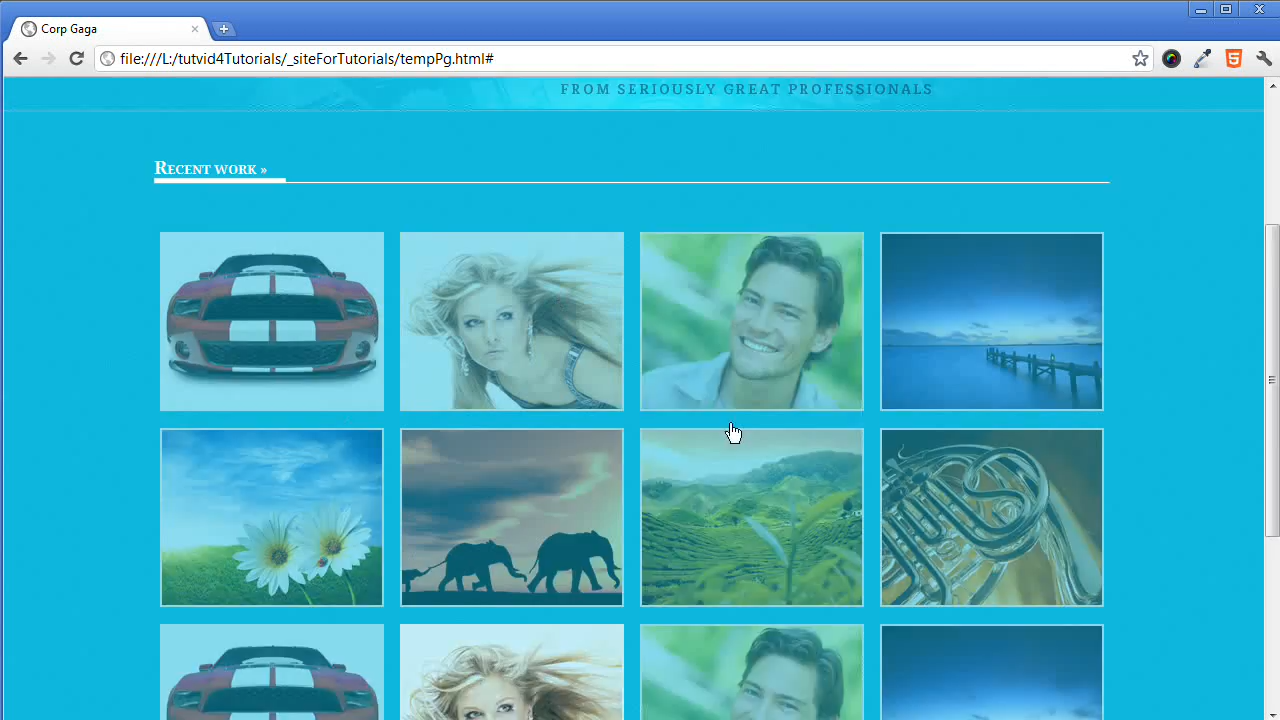 Corp Gaga
file:///L:/tutvid4Tutorials/_siteForTutorials/tempPg.html#
FROM SERIOUSLY GREAT PROFESSIONALS
RECENT WORK »